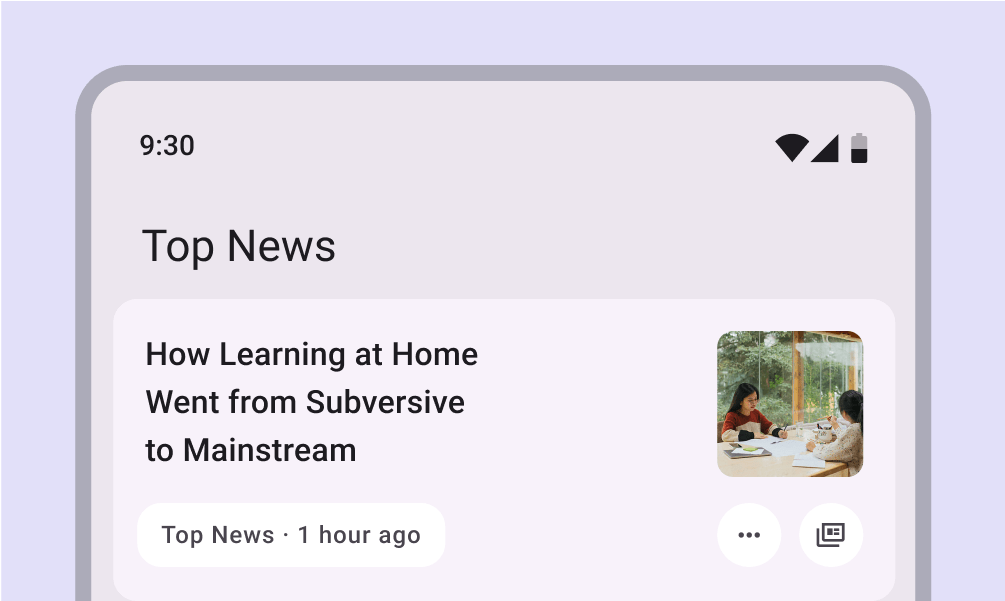 9:30
Top News
How Learning at Home
Went from Subversive
to Mainstream
Top News · 1 hour ago